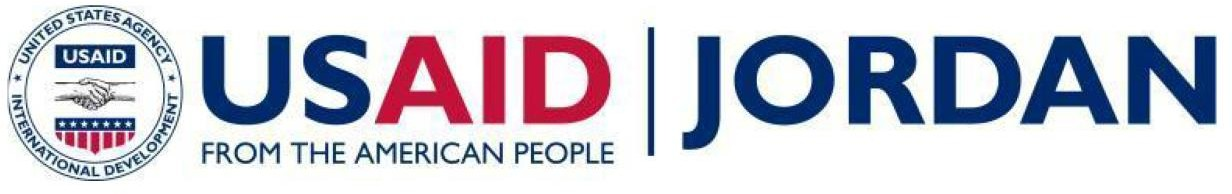 UNITED STATES AGENCY
USAID
INTERNATIONAL DEVELOPMENT
USAID
FROM THE AMERICAN PEOPLE
JORDAN